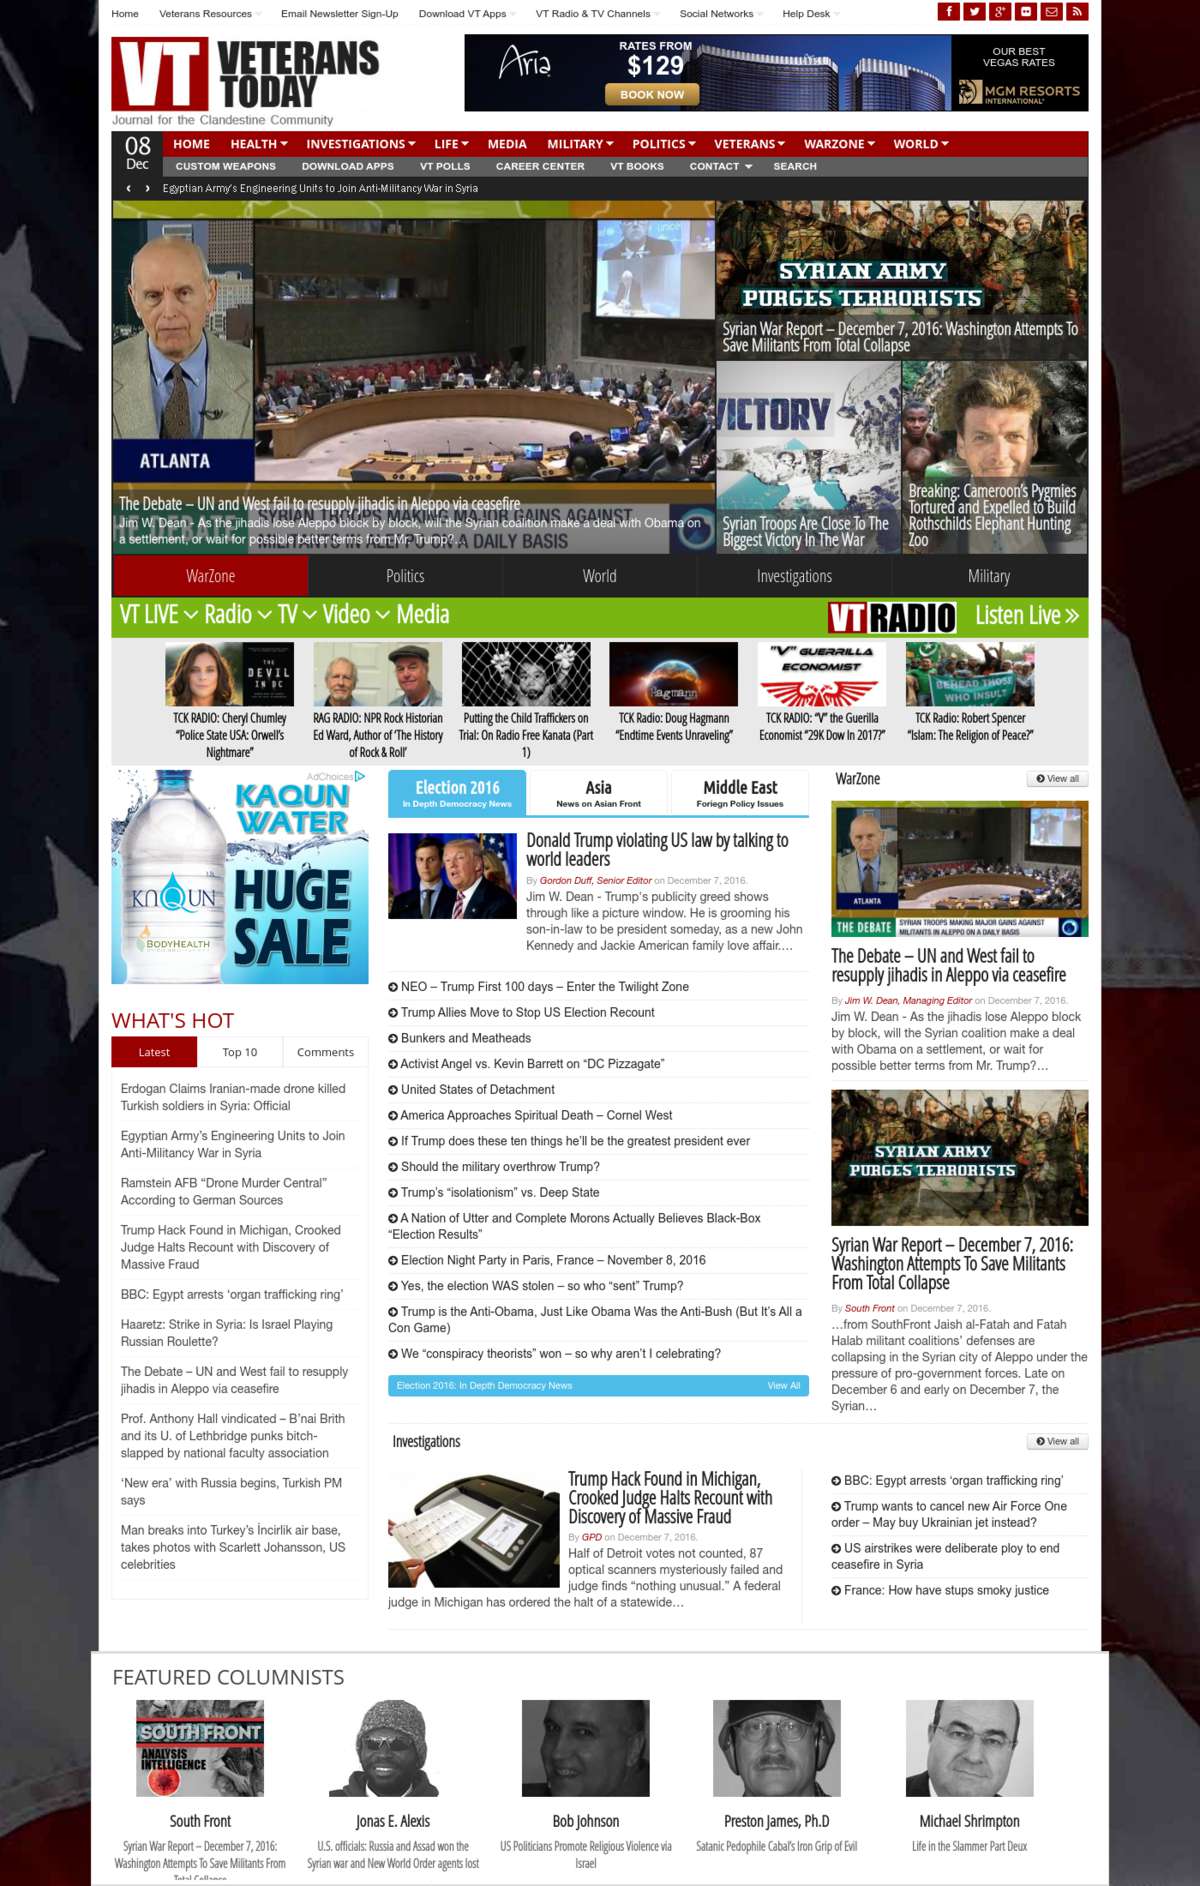 Home Veterans Resources Email Newsletter Sign-Up Download VT Apps VT Radio & TV Channels Social Networks Help Desk
VT VETERANS
TODAY
Journal for the Clandestine Community
Aria
RATES FROM
$129
BOOK NOW
OUR BEST
VEGAS RATES
MGM RESORTS
INTERNATIONAL
08
Dec
HOME HEALTH INVESTIGATIONS LIFE MEDIA MILITARY POLITICS VETERANS WARZONE WORLD
CUSTOM WEAPONS DOWNLOAD APPS VT POLLS CAREER CENTER VT BOOKS CONTACT SEARCH
Egyptian Army's Engineering Units to Join Anti-Militancy War in Syria
ATLANTA
The Debate – UN and West fail to resupply jihadis in Aleppo via ceasefire
Jim W. Dean - As the jihadis lose Aleppo block by block, will the Syrian coalition make a deal with Obama on
a settlement, or wait for possible better terms from Mr. Trump?...
SYRIAN TROOPS MAKING MAJOR GAINS AGAINST
MILITANTS IN ALEPPO ON A DAILY BASIS
SYRIAN ARMY
PURGES TERRORISTS
Syrian War Report – December 7, 2016: Washington Attempts To
Save Militants From Total Collapse
VICTORY
Syrian Troops Are Close To The
Biggest Victory In The War
Breaking: Cameroon's Pygmies
Tortured and Expelled to Build
Rothschilds Elephant Hunting
Zoo
WarZone Politics World Investigations Military
VT LIVE Radio TV Video Media
VT RADIO Listen Live
THE
DEVIL
IN DC
Hagmann
"V" GUERRILLA
ECONOMIST
BEHEAD THOSE
WHO INSULT
TCK RADIO: Cheryl Chumley
"Police State USA: Orwell's
Nightmare"
RAG RADIO: NPR Rock Historian
Ed Ward, Author of 'The History
of Rock & Roll'
Putting the Child Traffickers on
Trial: On Radio Free Kanata (Part
1)
TCK Radio: Doug Hagmann
"Endtime Events Unraveling"
TCK RADIO: "V" the Guerilla
Economist "29K Dow In 2017?"
TCK Radio: Robert Spencer
"Islam: The Religion of Peace?"
AdChoices
KAQUN
WATER
HUGE
SALE
KAQUN
BODYHEALTH
WHAT'S HOT
Latest Top 10 Comments
Erdogan Claims Iranian-made drone killed
Turkish soldiers in Syria: Official
Egyptian Army's Engineering Units to Join
Anti-Militancy War in Syria
Ramstein AFB "Drone Murder Central"
According to German Sources
Trump Hack Found in Michigan, Crooked
Judge Halts Recount with Discovery of
Massive Fraud
BBC: Egypt arrests 'organ trafficking ring'
Haaretz: Strike in Syria: Is Israel Playing
Russian Roulette?
The Debate – UN and West fail to resupply
jihadis in Aleppo via ceasefire
Prof. Anthony Hall vindicated – B'nai Brith
and its U. of Lethbridge punks bitch-
slapped by national faculty association
'New era' with Russia begins, Turkish PM
says
Man breaks into Turkey's İncirlik air base,
takes photos with Scarlett Johansson, US
celebrities
Election 2016
In Depth Democracy News
Asia
News on Asian Front
Middle East
Foriegn Policy Issues
Donald Trump violating US law by talking to
world leaders
By Gordon Duff, Senior Editor on December 7, 2016.
Jim W. Dean - Trump's publicity greed shows
through like a picture window. He is grooming his
son-in-law to be president someday, as a new John
Kennedy and Jackie American family love affair....
NEO – Trump First 100 days – Enter the Twilight Zone
Trump Allies Move to Stop US Election Recount
Bunkers and Meatheads
Activist Angel vs. Kevin Barrett on "DC Pizzagate"
United States of Detachment
America Approaches Spiritual Death – Cornel West
If Trump does these ten things he'll be the greatest president ever
Should the military overthrow Trump?
Trump's "isolationism" vs. Deep State
A Nation of Utter and Complete Morons Actually Believes Black-Box
"Election Results"
Election Night Party in Paris, France – November 8, 2016
Yes, the election WAS stolen – so who "sent" Trump?
Trump is the Anti-Obama, Just Like Obama Was the Anti-Bush (But It's All a
Con Game)
We "conspiracy theorists" won – so why aren't I celebrating?
Election 2016: In Depth Democracy News View All
WarZone View all
ATLANTA
THE DEBATE
SYRIAN TROOPS MAKING MAJOR GAINS AGAINST
MILITANTS IN ALEPPO ON A DAILY BASIS
The Debate – UN and West fail to
resupply jihadis in Aleppo via ceasefire
By Jim W. Dean, Managing Editor on December 7, 2016.
Jim W. Dean - As the jihadis lose Aleppo block
by block, will the Syrian coalition make a deal
with Obama on a settlement, or wait for
possible better terms from Mr. Trump?...
SYRIAN ARMY
PURGES TERRORISTS
Syrian War Report – December 7, 2016:
Washington Attempts To Save Militants
From Total Collapse
By South Front on December 7, 2016.
...from SouthFront Jaish al-Fatah and Fatah
Halab militant coalitions' defenses are
collapsing in the Syrian city of Aleppo under the
pressure of pro-government forces. Late on
December 6 and early on December 7, the
Syrian...
Investigations View all
Trump Hack Found in Michigan,
Crooked Judge Halts Recount with
Discovery of Massive Fraud
By GPD on December 7, 2016.
Half of Detroit votes not counted, 87
optical scanners mysteriously failed and
judge finds "nothing unusual." A federal
judge in Michigan has ordered the halt of a statewide...
BBC: Egypt arrests 'organ trafficking ring'
Trump wants to cancel new Air Force One
order – May buy Ukrainian jet instead?
US airstrikes were deliberate ploy to end
ceasefire in Syria
France: How have stups smoky justice
FEATURED COLUMNISTS
SOUTH FRONT
ANALYSIS
INTELLIGENCE
South Front
Syrian War Report – December 7, 2016:
Washington Attempts To Save Militants From
Total Collapse
Jonas E. Alexis
U.S. officials: Russia and Assad won the
Syrian war and New World Order agents lost
Bob Johnson
US Politicians Promote Religious Violence via
Israel
Preston James, Ph.D
Satanic Pedophile Cabal's Iron Grip of Evil
Michael Shrimpton
Life in the Slammer Part Deux